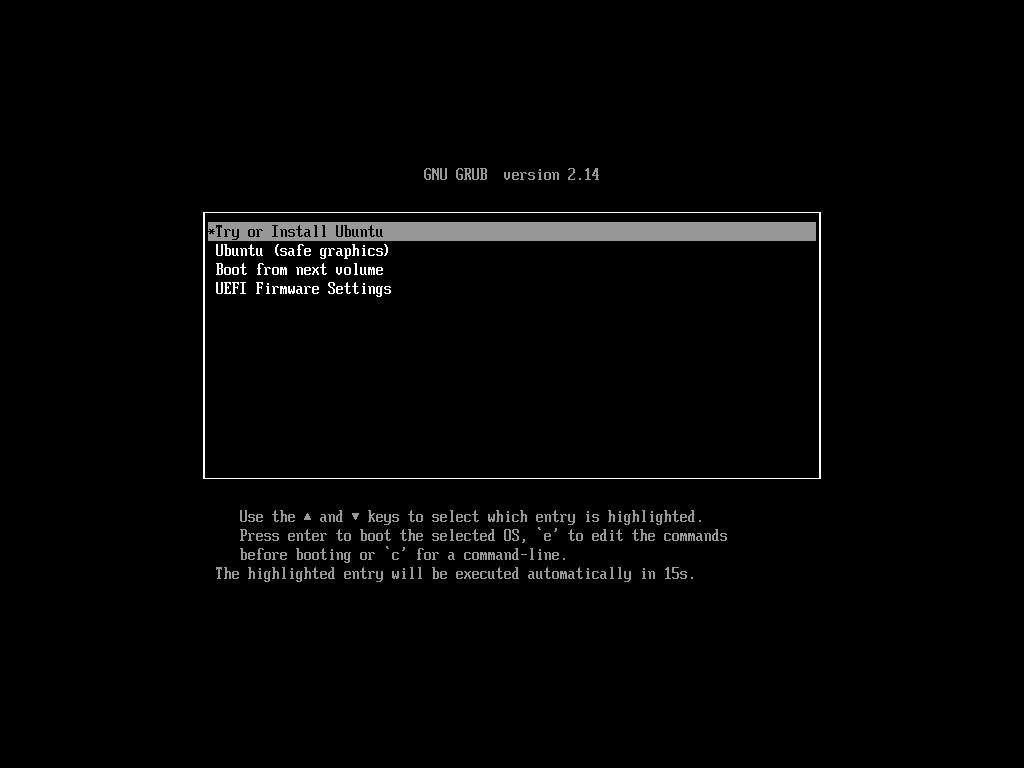 GNU GRUB  version 2.14
*Try or Install Ubuntu
Ubuntu (safe graphics)
Boot from next volume
UEFI Firmware Settings
Use the ▲ and ▼ keys to select which entry is highlighted.
Press enter to boot the selected OS, `e' to edit the commands
before booting or `c' for a command-line.
The highlighted entry will be executed automatically in 15s.